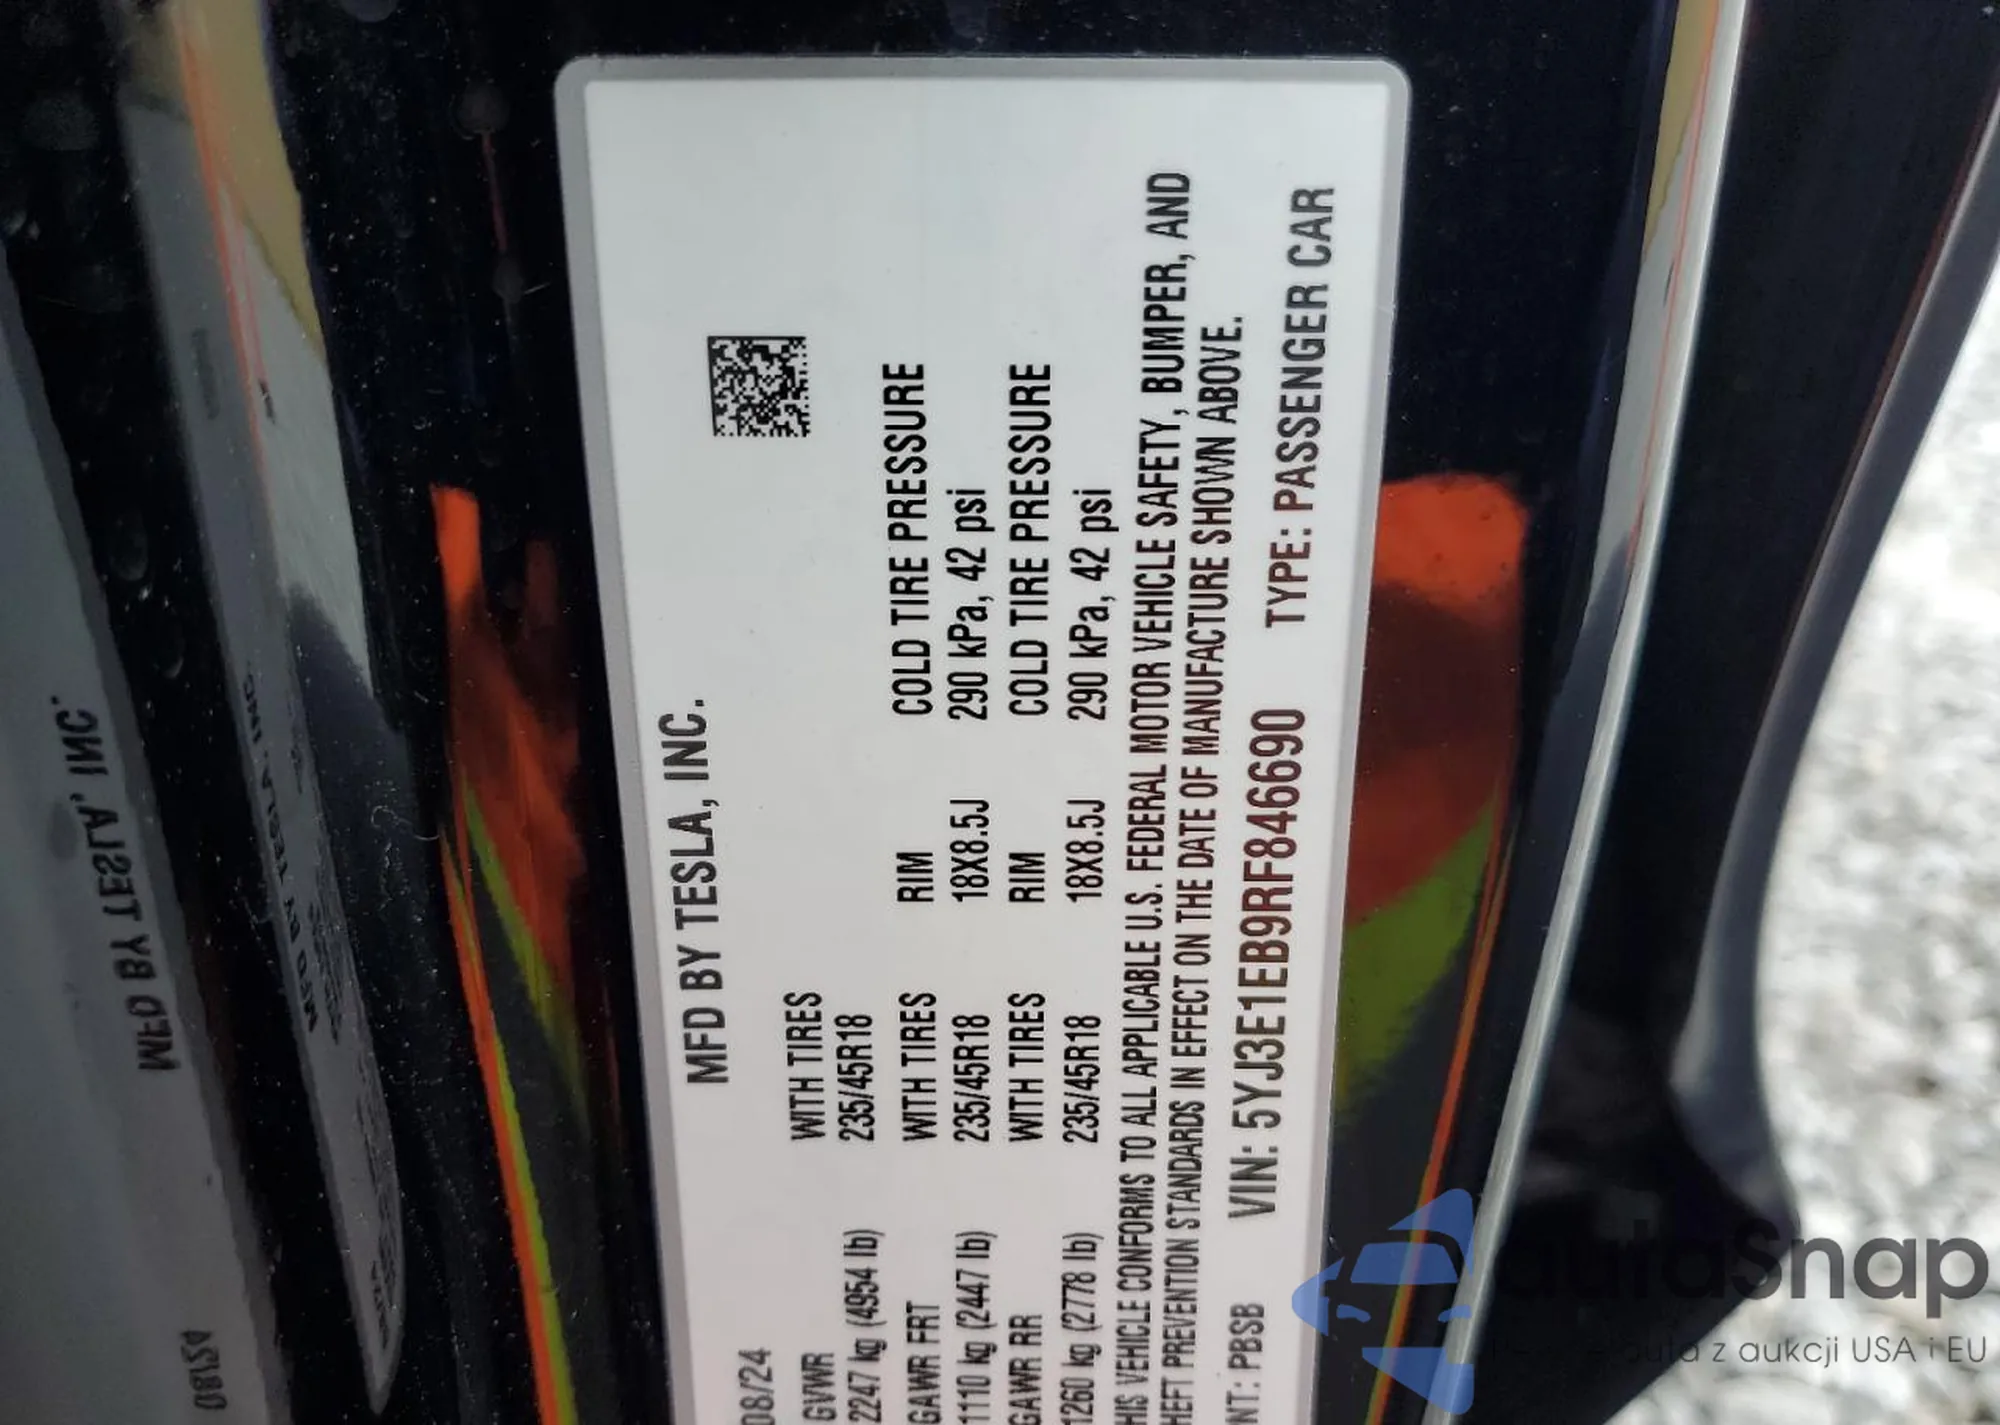 MFD BY TESLA, INC.
08/24
GVWR WITH TIRES
2247 kg (4954 lb) 235/45R18
GAWR FRT WITH TIRES RIM COLD TIRE PRESSURE
1110 kg (2447 lb) 235/45R18 18X8.5J 290 kPa, 42 psi
GAWR RR WITH TIRES RIM COLD TIRE PRESSURE
1260 kg (2778 lb) 235/45R18 18X8.5J 290 kPa, 42 psi
HIS VEHICLE CONFORMS TO ALL APPLICABLE U.S. FEDERAL MOTOR VEHICLE SAFETY, BUMPER, AND
HEFT PREVENTION STANDARDS IN EFFECT ON THE DATE OF MANUFACTURE SHOWN ABOVE.
NT: PBSB VIN: 5YJ3E1EB9RF846690 TYPE: PASSENGER CAR
MFD BY TESLA, INC.
08/24
MFD BY TESLA, INC.
autoSnap
auta z aukcji USA i EU